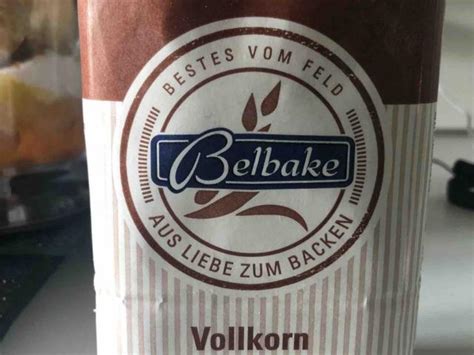 BESTES VOM FELD
Belbake
AUS LIEBE ZUM BACKEN
Vollkorn